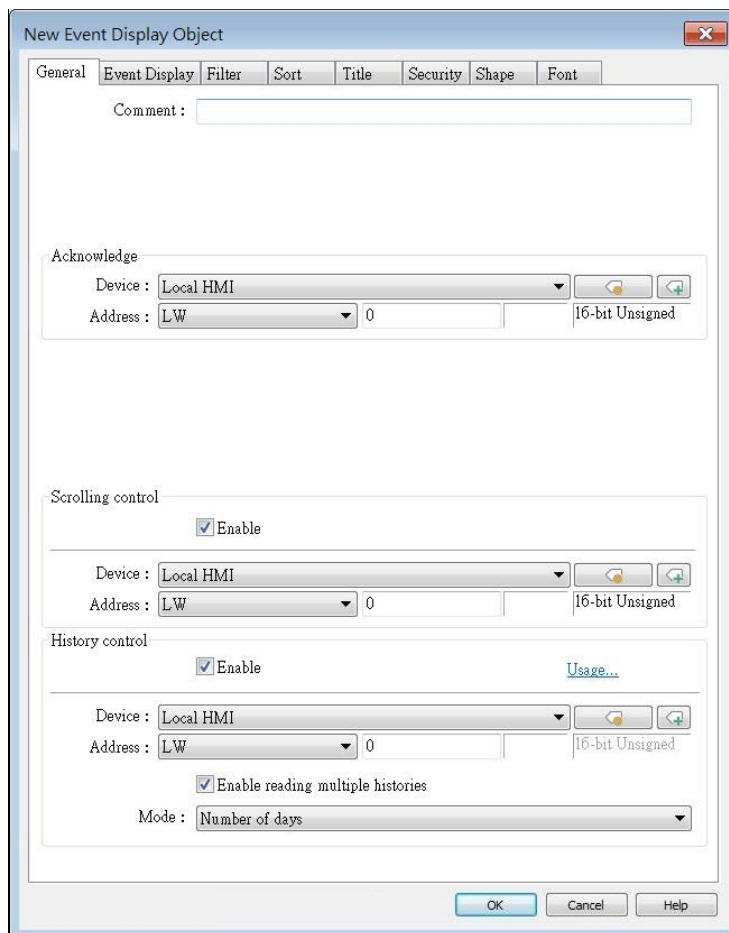 New Event Display Object
General Event Display Filter Sort Title Security Shape Font
Comment :
Acknowledge
Device : Local HMI
Address : LW 0 16-bit Unsigned
Scrolling control
Enable
Device : Local HMI
Address : LW 0 16-bit Unsigned
History control
Enable Usage...
Device : Local HMI
Address : LW 0 16-bit Unsigned
Enable reading multiple histories
Mode : Number of days
OK Cancel Help